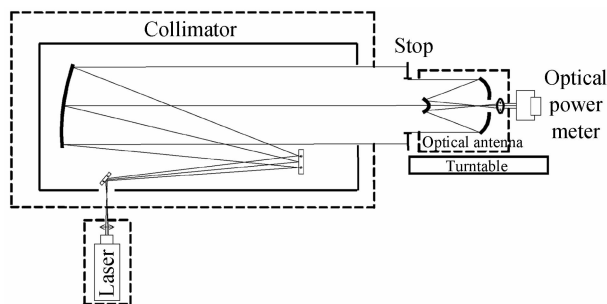 Collimator
Stop
Optical
power
meter
Optical antenna
Turntable
Laser